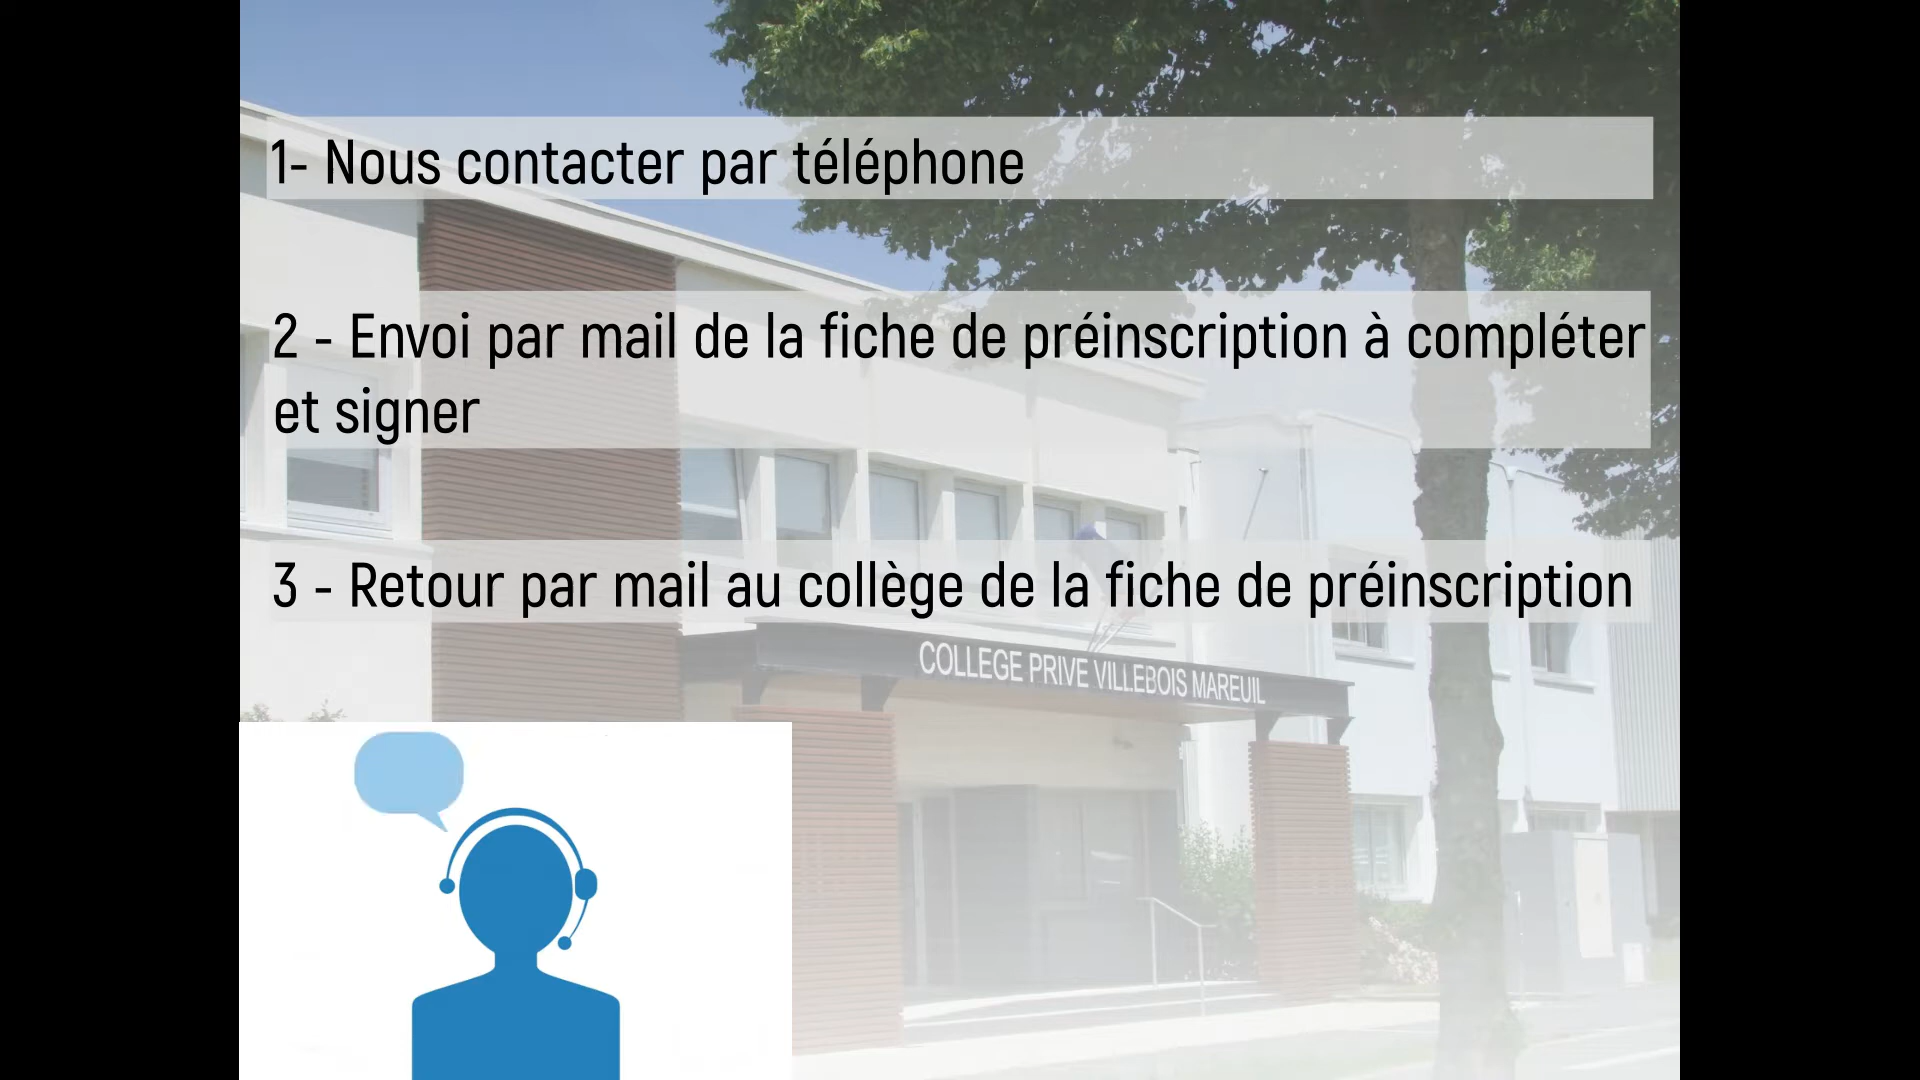 1- Nous contacter par téléphone
2 - Envoi par mail de la fiche de préinscription à compléter
et signer
3 - Retour par mail au collège de la fiche de préinscription
COLLEGE PRIVE VILLEBOIS MAREUIL